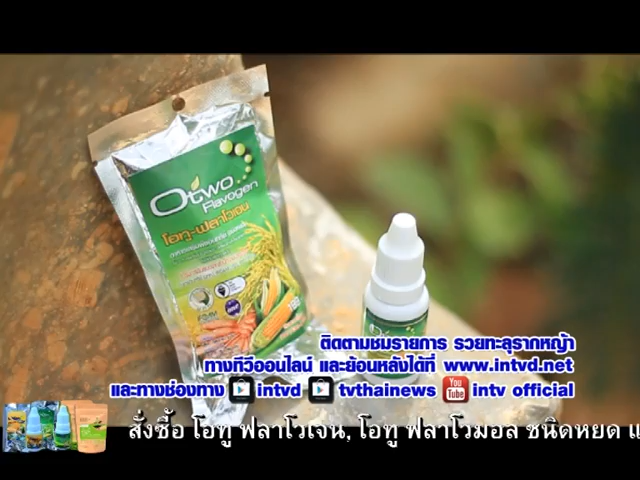 Otwo
Flavogen
โอทู-ฟลาโวเจน
ติดตามชมรายการ รวยทะลุรากหญ้า
ทางทีวีออนไลน์ และย้อนหลังได้ที่ www.intvd.net
และทางช่องทาง intvd tvthainews You Tube intv official
สั่งซื้อ โอทู ฟลาโวเจน, โอทู ฟลาโวมอล ชนิดหยด แ